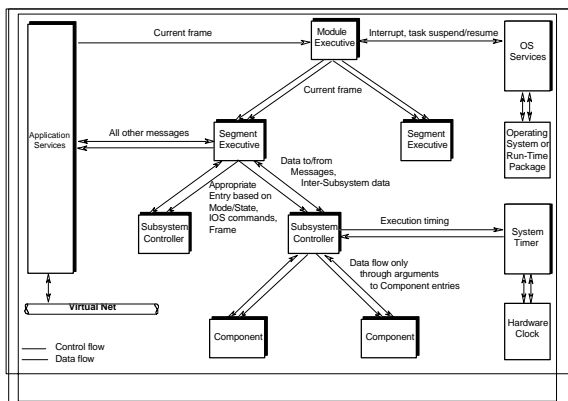 Current frame
Module
Executive
Interrupt, task suspend/resume
OS
Services
Current frame
Application
Services
All other messages
Segment
Executive
Segment
Executive
Operating
System or
Run-Time
Package
Data to/from
Messages,
Inter-Subsystem data
Appropriate
Entry based on
Mode/State,
IOS commands,
Frame
Subsystem
Controller
Subsystem
Controller
Execution timing
System
Timer
Data flow only
through arguments
to Component entries
Virtual Net
Component
Component
Hardware
Clock
Control flow
Data flow